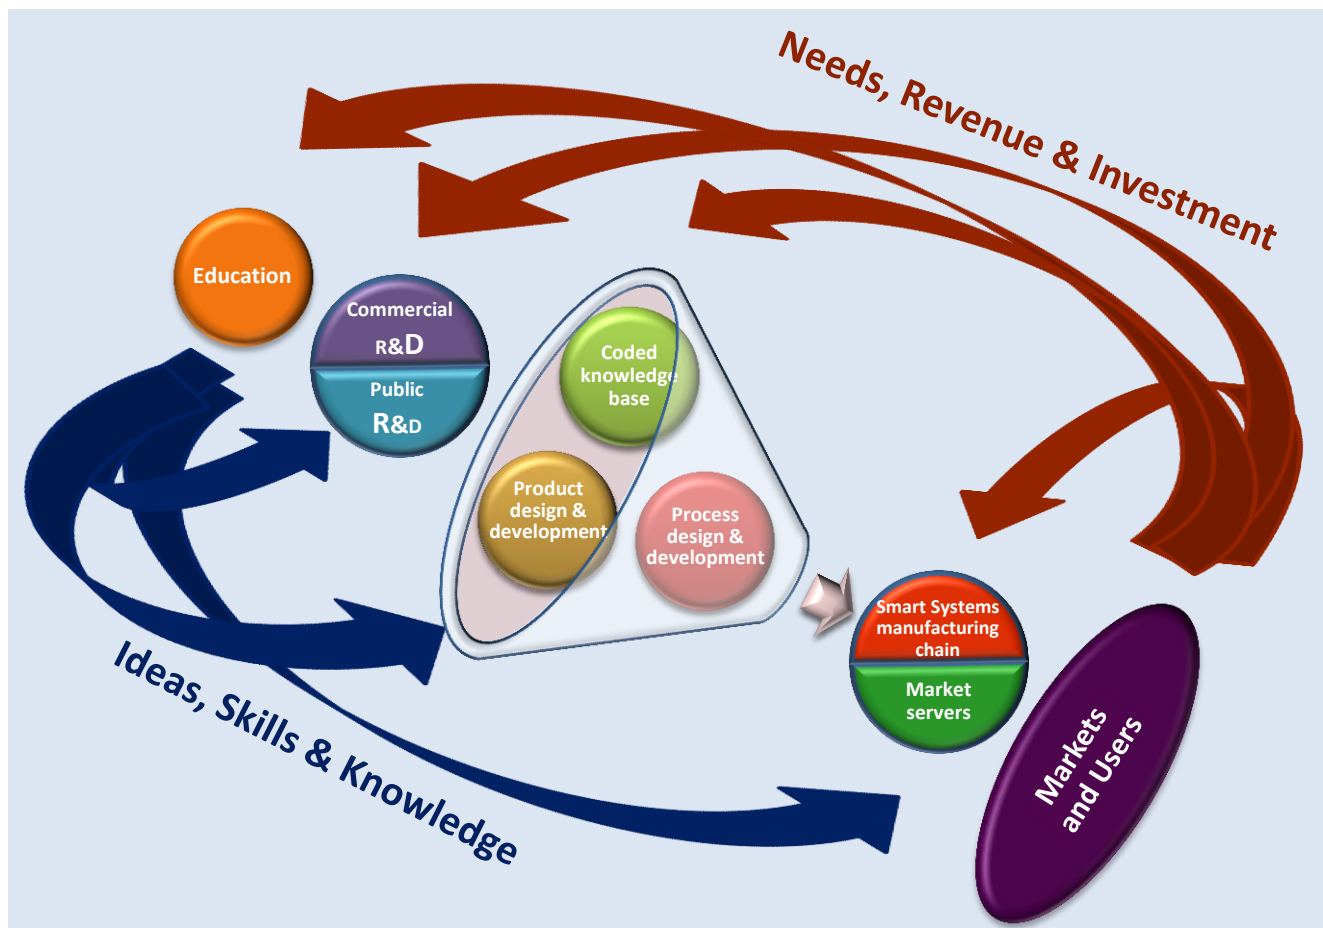 Needs, Revenue & Investment
Education
Commercial
R&D
Public
R&D
Coded
knowledge
base
Product
design &
development
Process
design &
development
Smart Systems
manufacturing
chain
Market
servers
Markets
and Users
Ideas, Skills & Knowledge